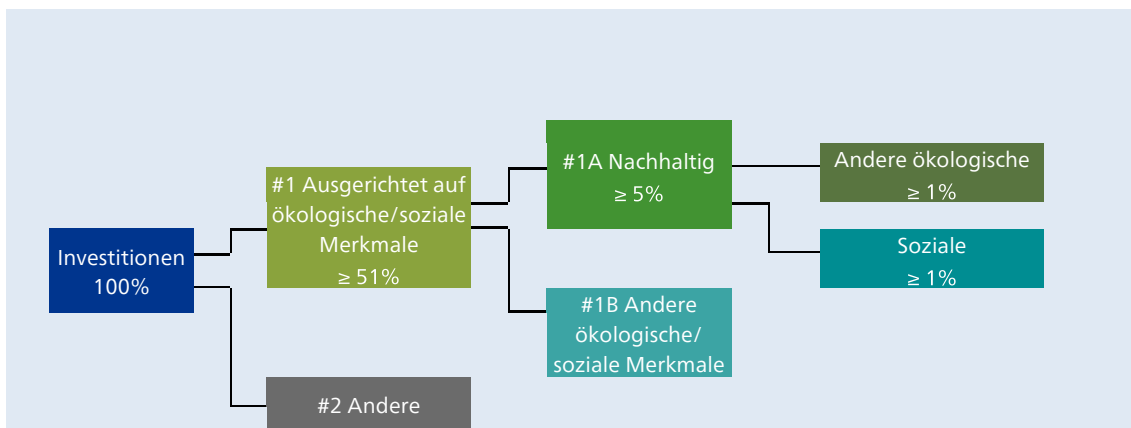 Investitionen
100%
#1 Ausgerichtet auf
ökologische/soziale
Merkmale
≥ 51%
#2 Andere
#1A Nachhaltig
≥ 5%
#1B Andere
ökologische/
soziale Merkmale
Andere ökologische
≥ 1%
Soziale
≥ 1%